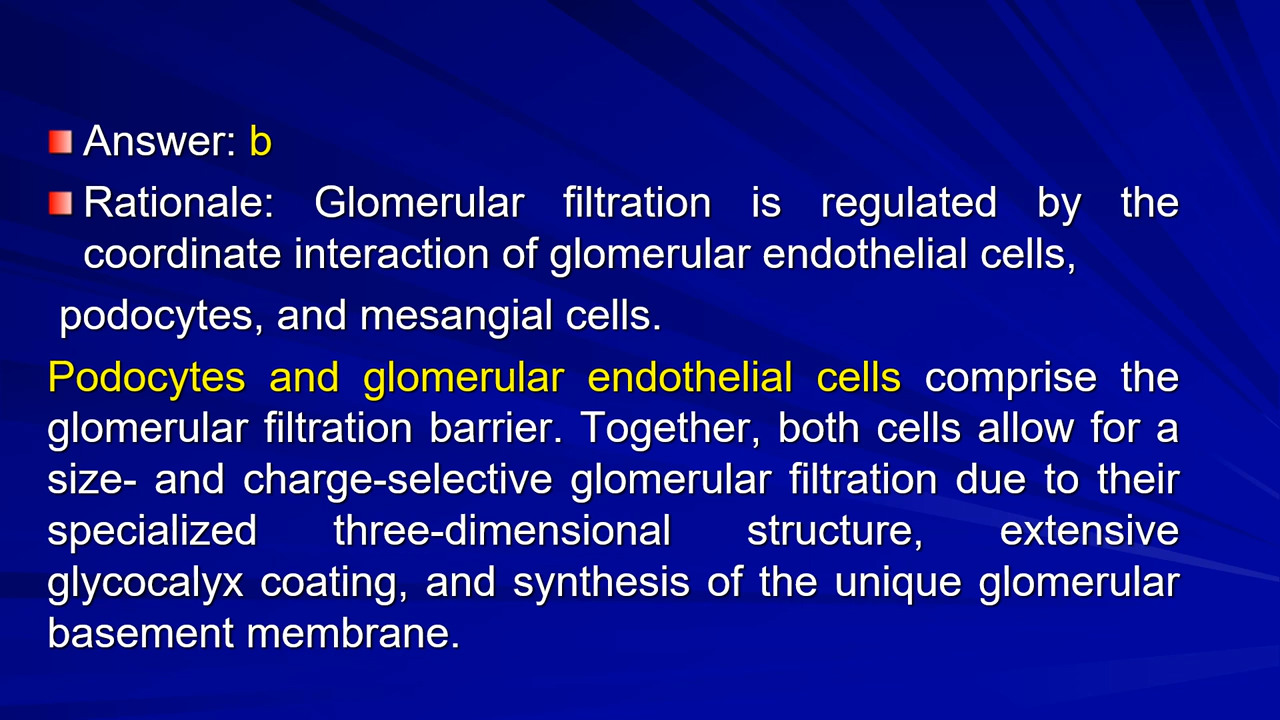 Answer: b
Rationale: Glomerular filtration is regulated by the
coordinate interaction of glomerular endothelial cells,
podocytes, and mesangial cells.
Podocytes and glomerular endothelial cells comprise the
glomerular filtration barrier. Together, both cells allow for a
size- and charge-selective glomerular filtration due to their
specialized three-dimensional structure, extensive
glycocalyx coating, and synthesis of the unique glomerular
basement membrane.